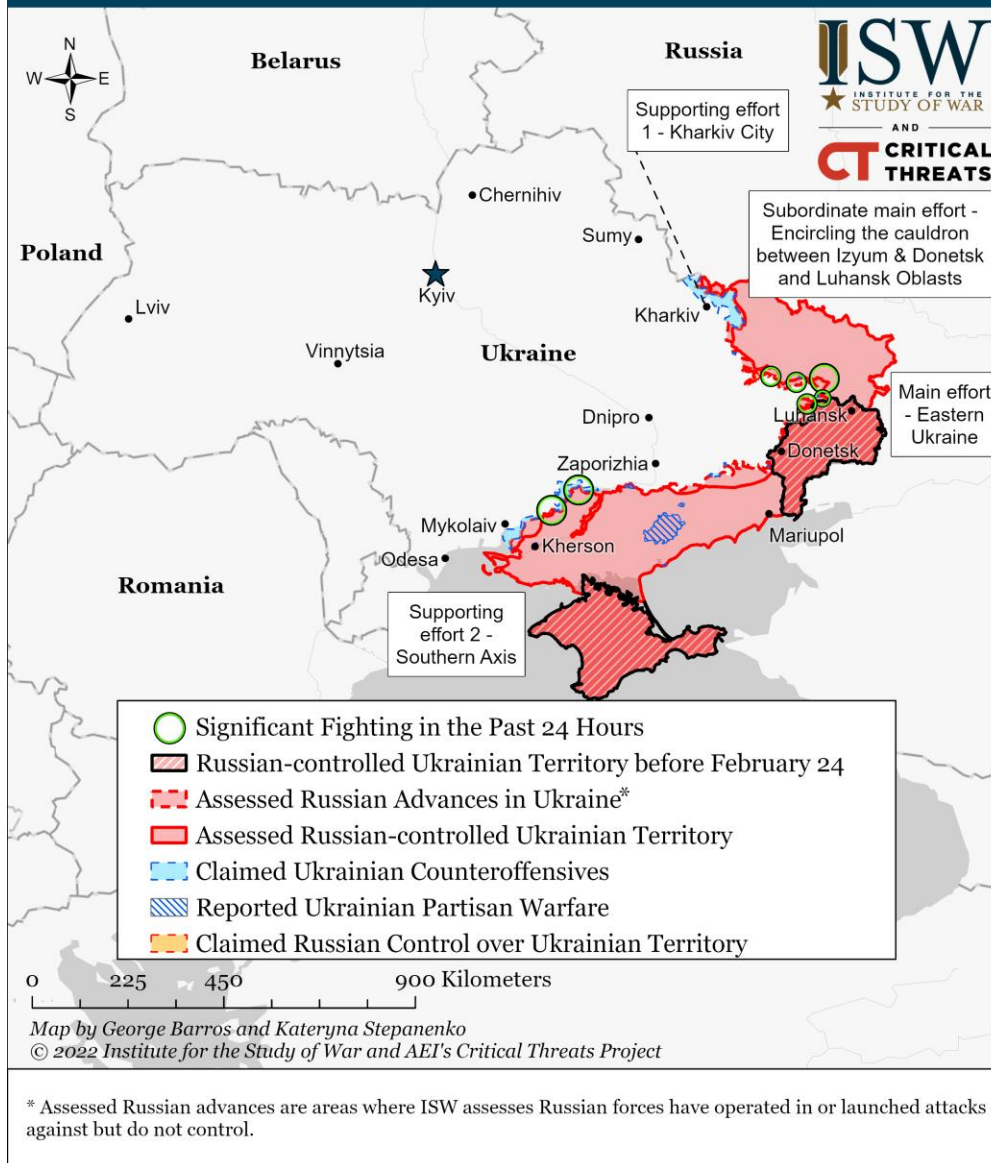 N
W E
S
Belarus
Russia
ISW
INSTITUTE FOR THE
STUDY OF WAR
AND
CT CRITICAL
THREATS
Supporting effort
1 - Kharkiv City
Chernihiv
Subordinate main effort -
Encircling the cauldron
between Izyum & Donetsk
and Luhansk Oblasts
Sumy
Poland
Kyiv
Lviv
Kharkiv
Vinnytsia
Ukraine
Main effort
- Eastern
Ukraine
Dnipro
Luhansk
Donetsk
Zaporizhia
Mykolaiv
Mariupol
Odesa
Kherson
Romania
Supporting
effort 2 -
Southern Axis
Significant Fighting in the Past 24 Hours
Russian-controlled Ukrainian Territory before February 24
Assessed Russian Advances in Ukraine*
Assessed Russian-controlled Ukrainian Territory
Claimed Ukrainian Counteroffensives
Reported Ukrainian Partisan Warfare
Claimed Russian Control over Ukrainian Territory
0 225 450 900 Kilometers
Map by George Barros and Kateryna Stepanenko
© 2022 Institute for the Study of War and AEI's Critical Threats Project
* Assessed Russian advances are areas where ISW assesses Russian forces have operated in or launched attacks
against but do not control.